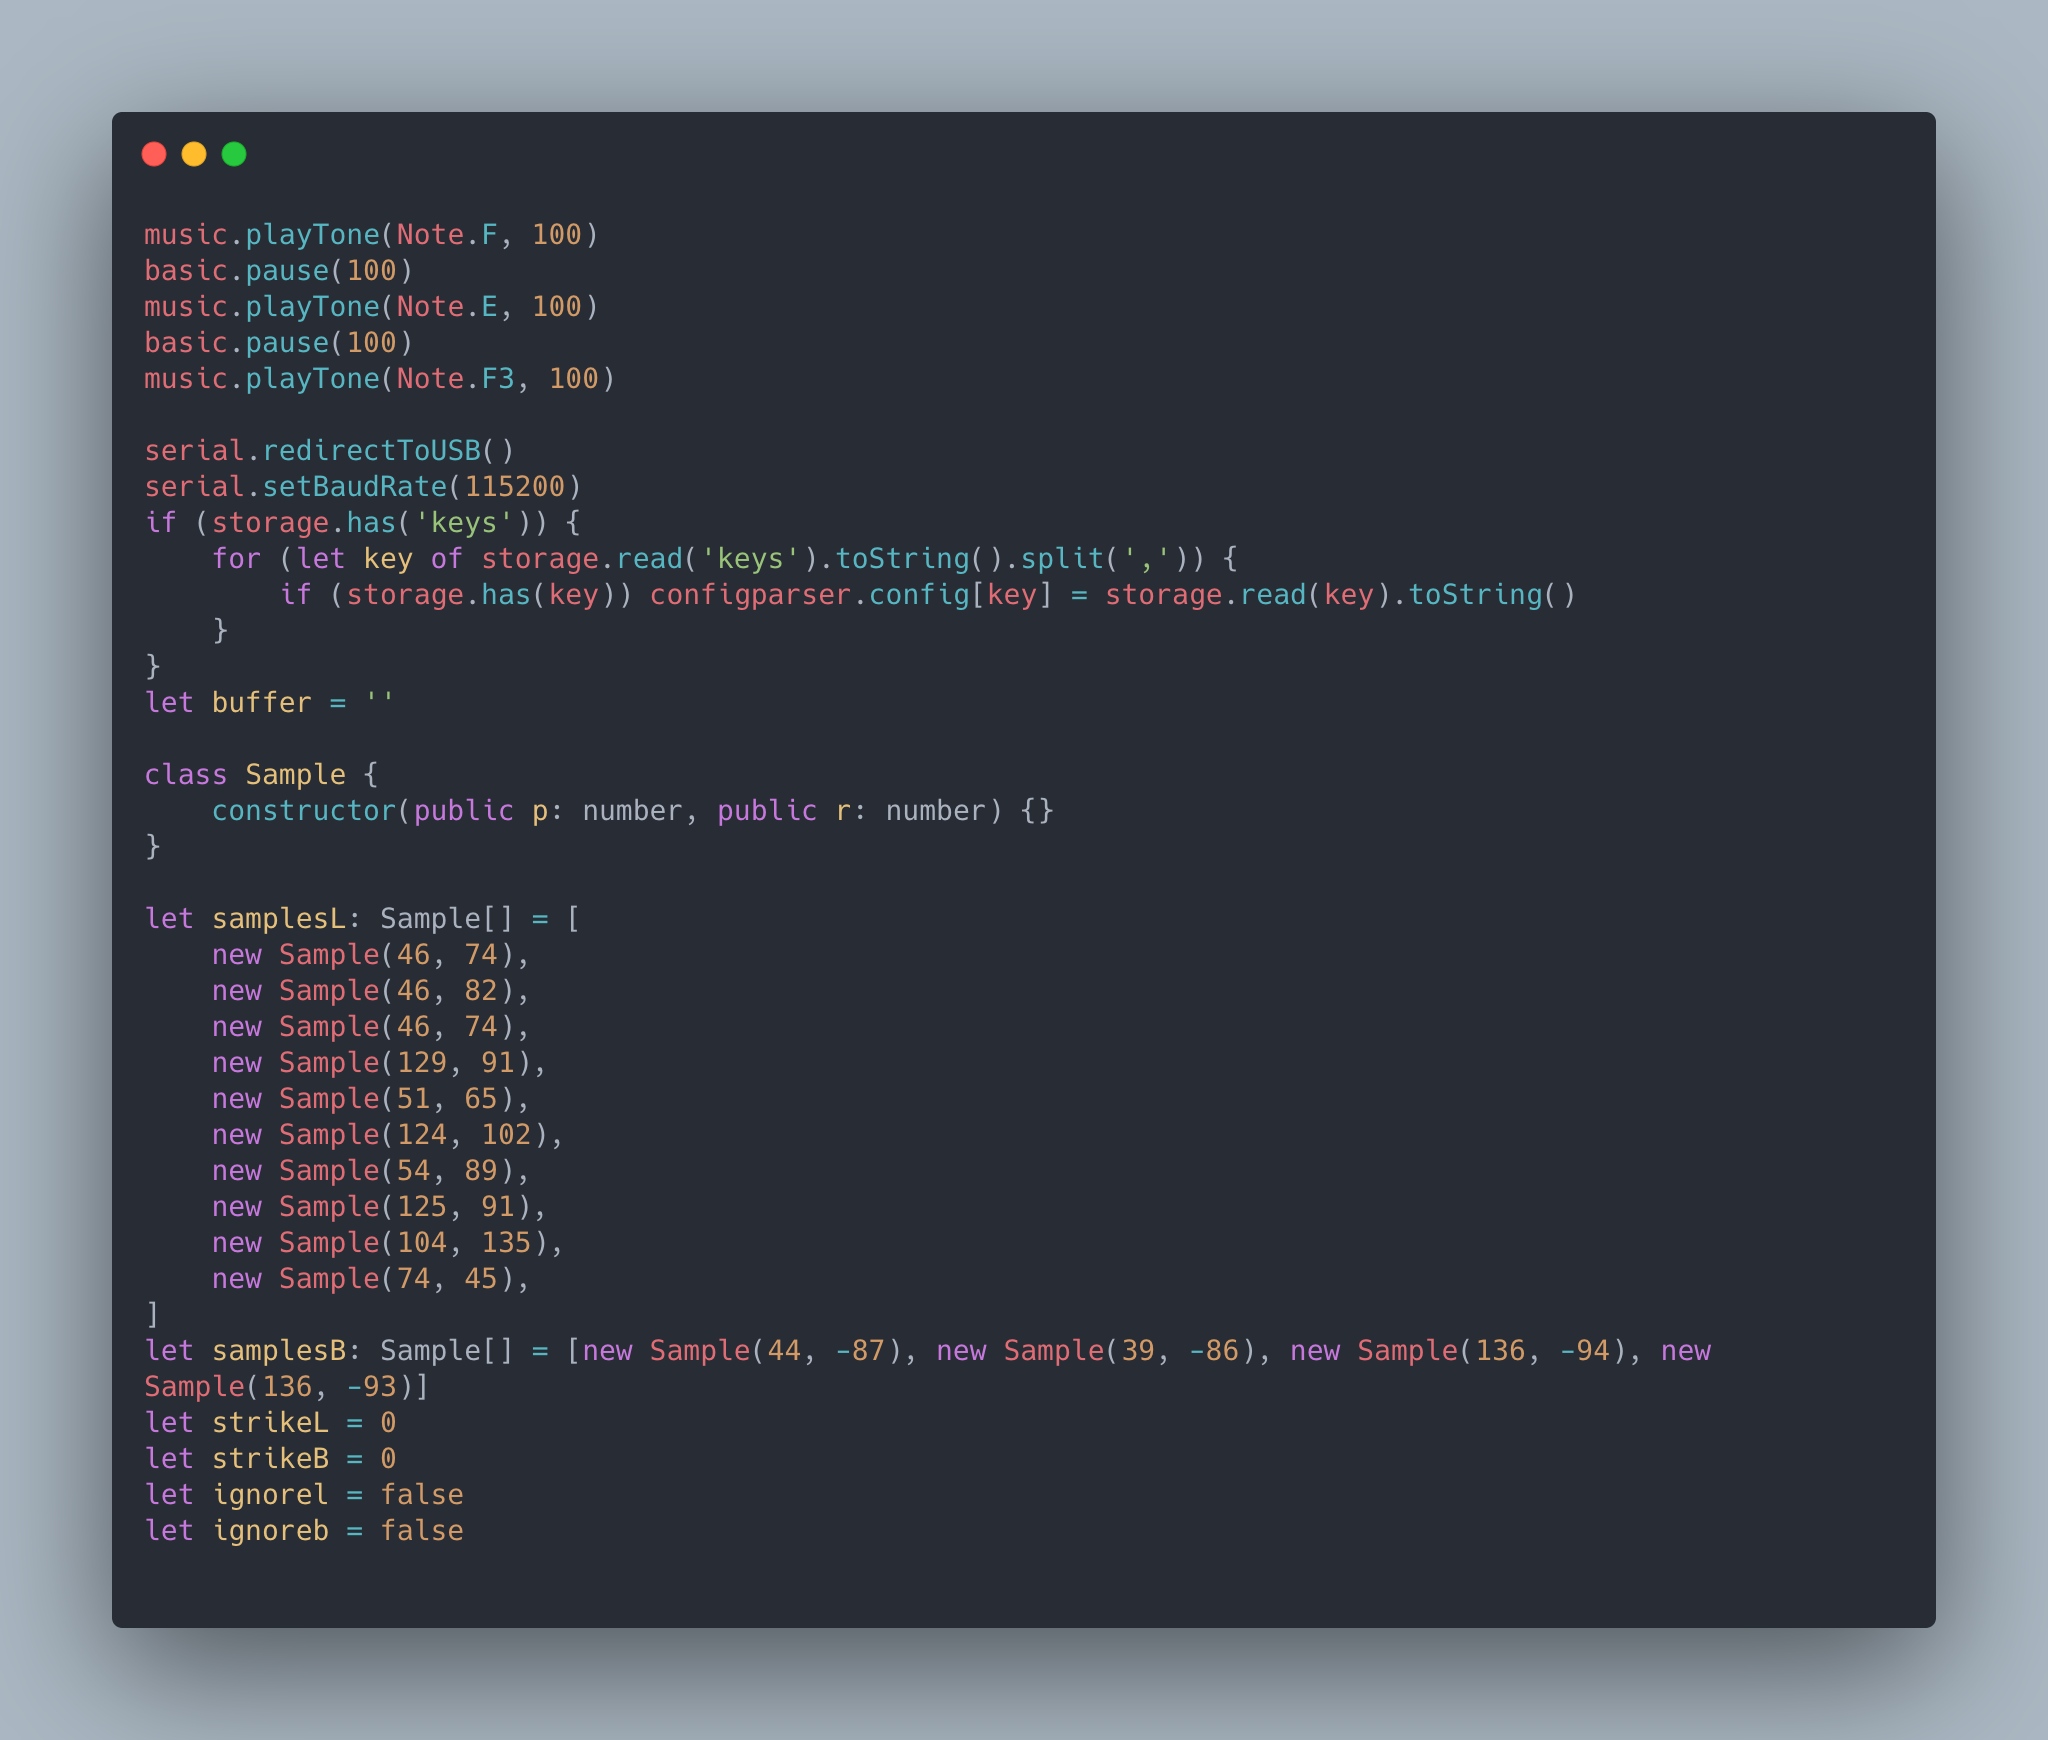 music.playTone(Note.F, 100)
basic.pause(100)
music.playTone(Note.E, 100)
basic.pause(100)
music.playTone(Note.F3, 100)

serial.redirectToUSB()
serial.setBaudRate(115200)
if (storage.has('keys')) {
    for (let key of storage.read('keys').toString().split(',')) {
        if (storage.has(key)) configparser.config[key] = storage.read(key).toString()
    }
}
let buffer = ''

class Sample {
    constructor(public p: number, public r: number) {}
}

let samplesL: Sample[] = [
    new Sample(46, 74),
    new Sample(46, 82),
    new Sample(46, 74),
    new Sample(129, 91),
    new Sample(51, 65),
    new Sample(124, 102),
    new Sample(54, 89),
    new Sample(125, 91),
    new Sample(104, 135),
    new Sample(74, 45),
]
let samplesB: Sample[] = [new Sample(44, -87), new Sample(39, -86), new Sample(136, -94), new
Sample(136, -93)]
let strikeL = 0
let strikeB = 0
let ignorel = false
let ignoreb = false